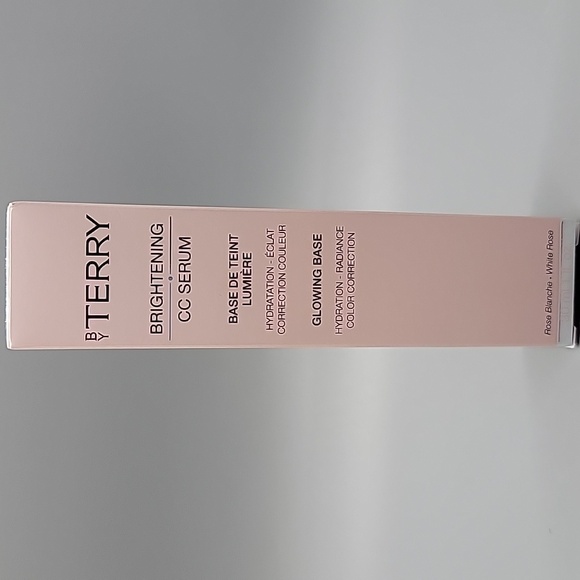 BY TERRY
BRIGHTENING
CC SERUM
BASE DE TEINT
LUMIÈRE
HYDRATATION - ÉCLAT
CORRECTION COULEUR
GLOWING BASE
HYDRATION - RADIANCE
COLOR CORRECTION
Rose Blanche - White Rose